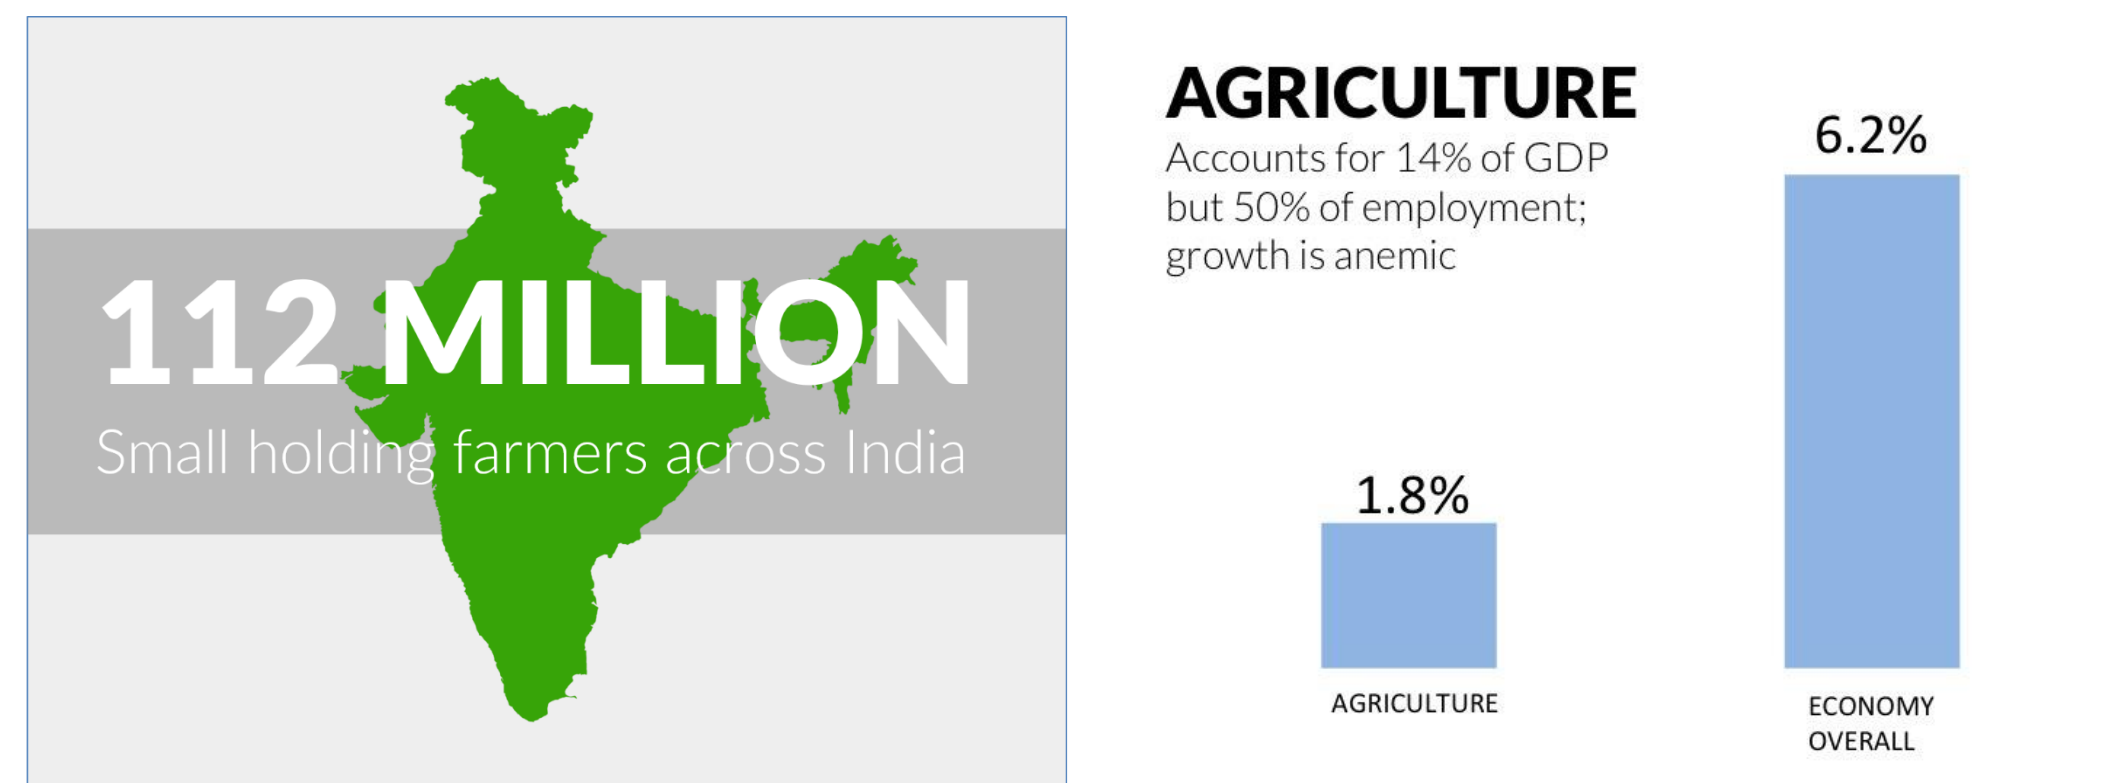 112 MILLION
Small holding farmers across India
AGRICULTURE
Accounts for 14% of GDP
but 50% of employment;
growth is anemic
1.8%
AGRICULTURE
6.2%
ECONOMY
OVERALL